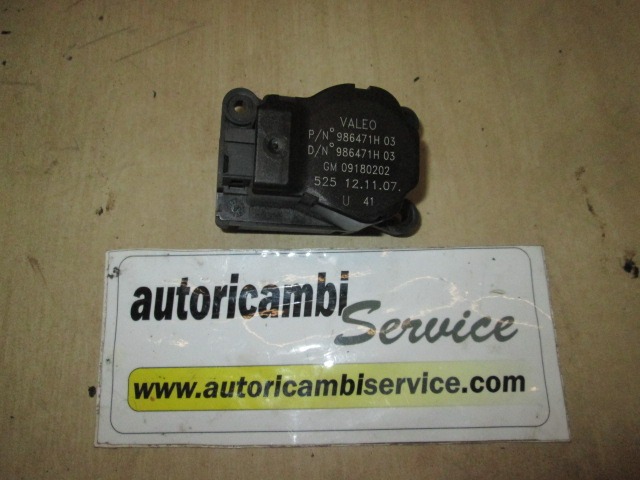 VALEO
P/N° 986471H 03
D/N° 986471H 03
GM 09180202
525 12.11.07.
U 41
autoricambi
Service
www.autoricambiservice.com